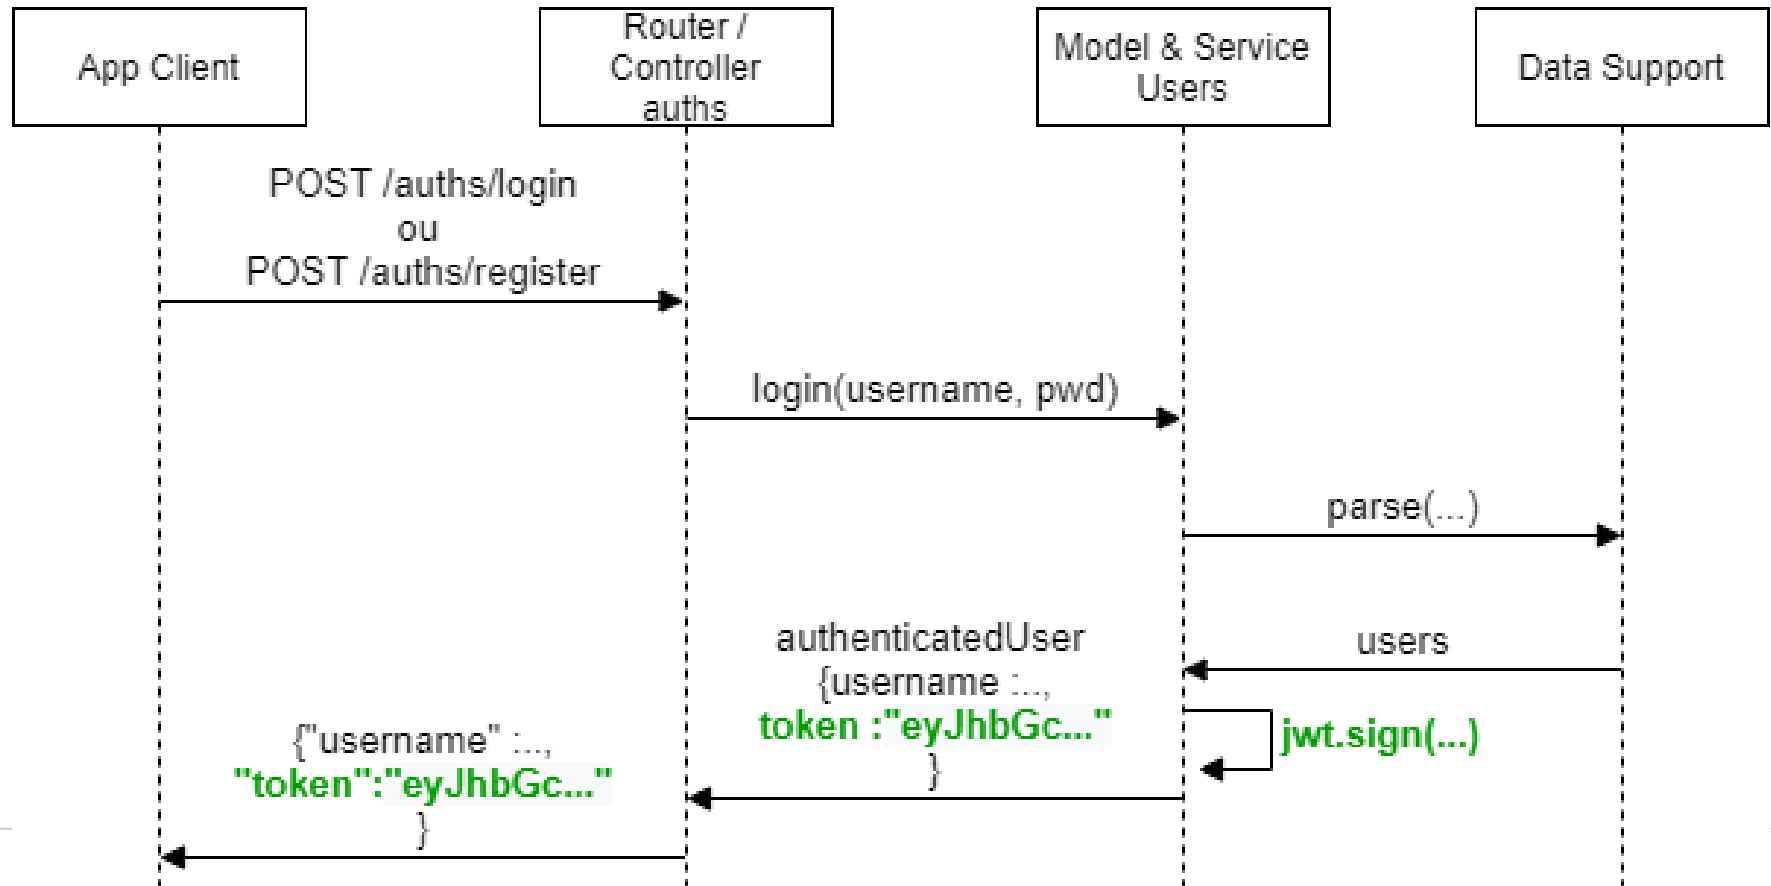 App Client
Router /
Controller
auths
Model & Service
Users
Data Support
POST /auths/login
ou
POST /auths/register
login(username, pwd)
parse(...)
users
jwt.sign(...)
authenticatedUser
{username :..,
token :"eyJhbGc..."
}
{"username" :..,
"token":"eyJhbGc..."
}